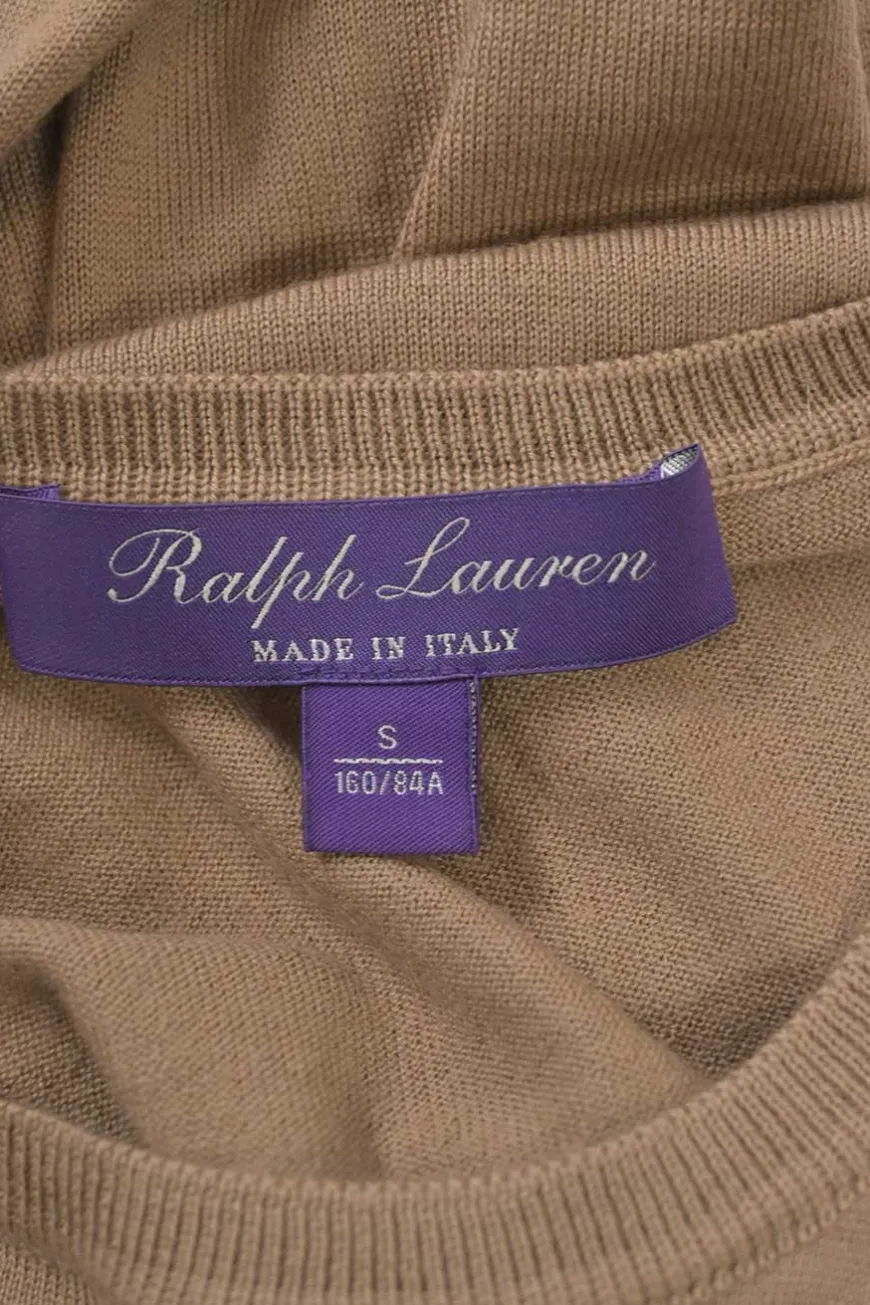 Ralph Lauren
MADE IN ITALY
S
160/84A